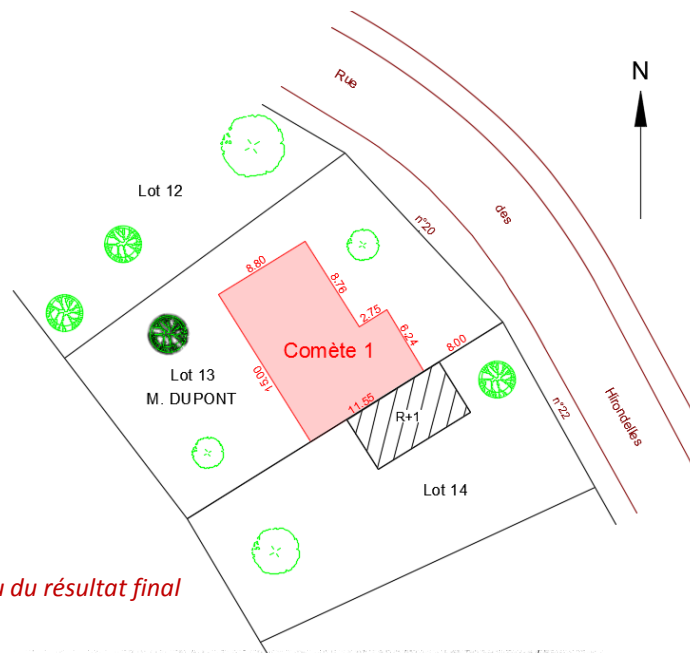 Rue
N
Lot 12
des
n°20
8.80
8.76
2.75
6.24
Comète 1
8.00
Lot 13
M. DUPONT
15.00
11.55
R+1
n°22
Hirondelles
Lot 14
du résultat final